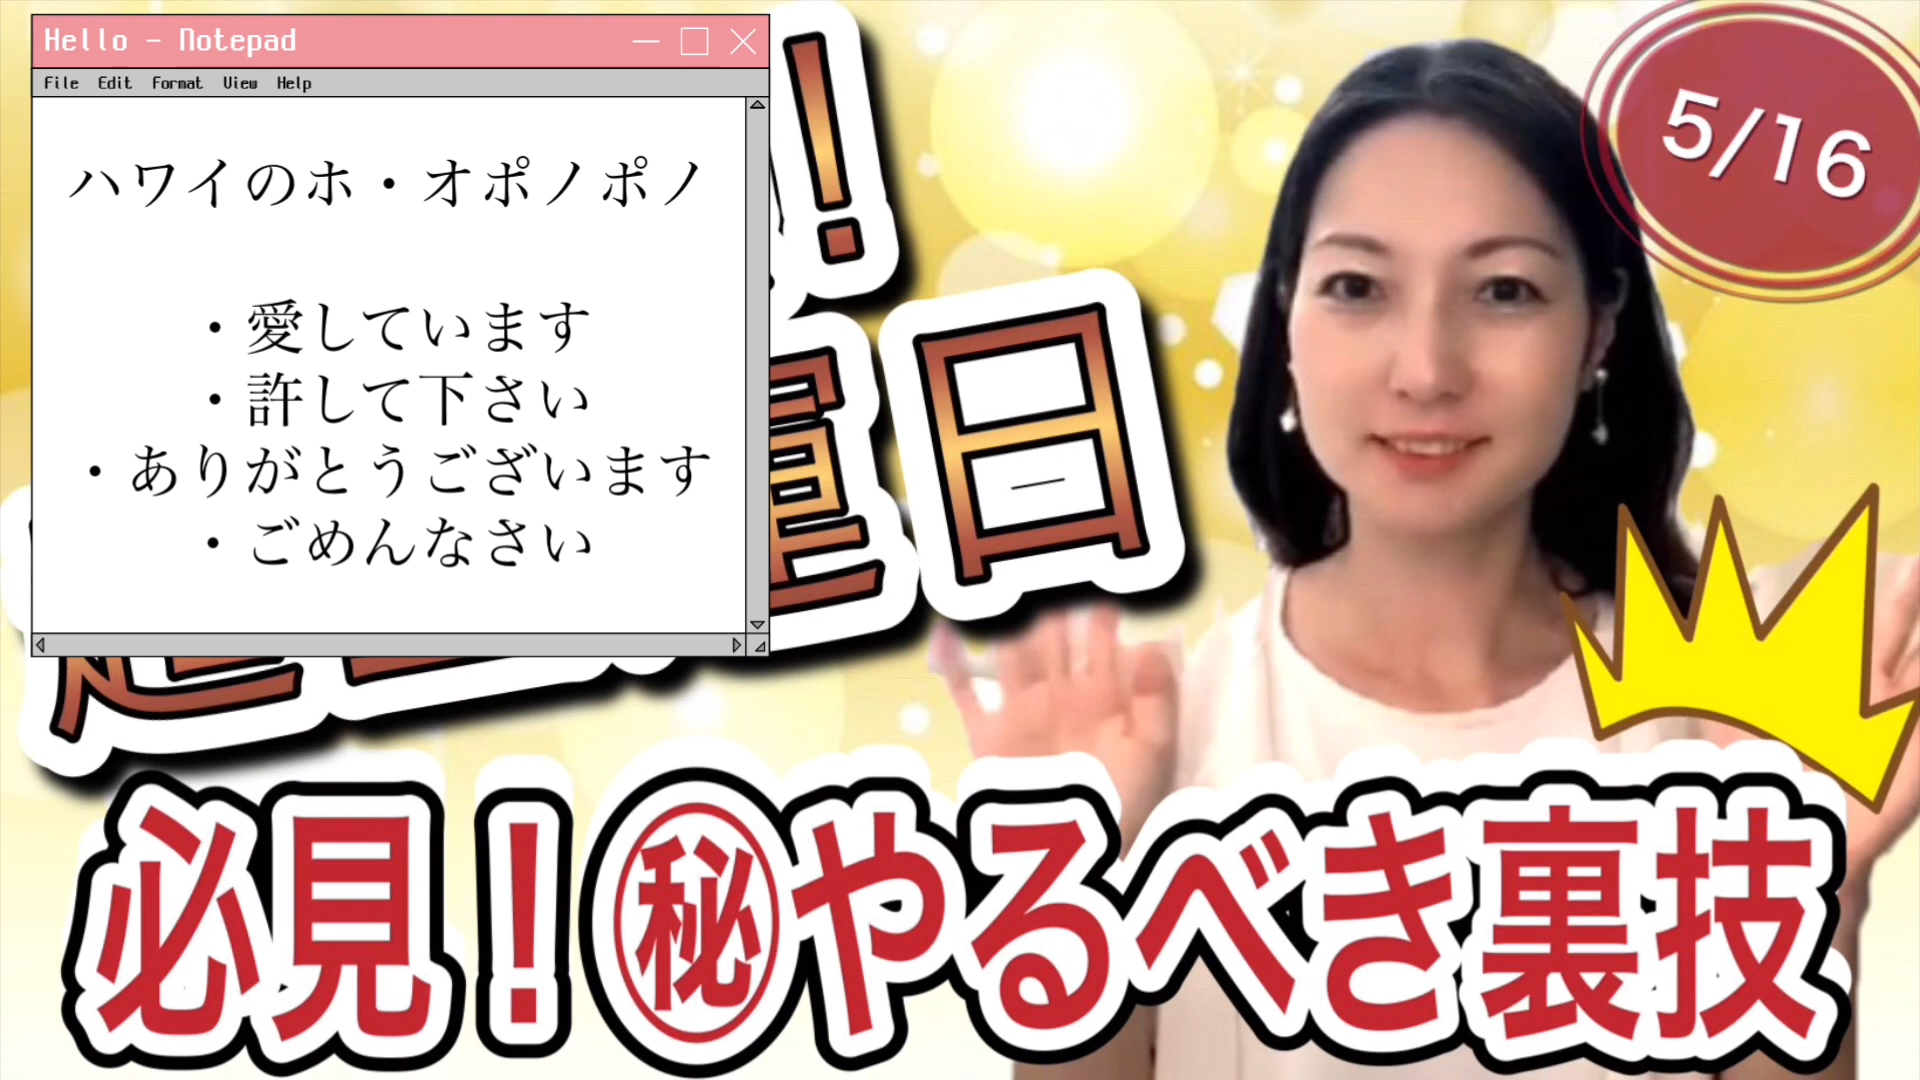 Hello - Notepad
File Edit Format View Help
ハワイのホ・オポノポノ
・愛しています
・許して下さい
・ありがとうございます
・ごめんなさい
！
日
5/16
必見！㊙やるべき裏技